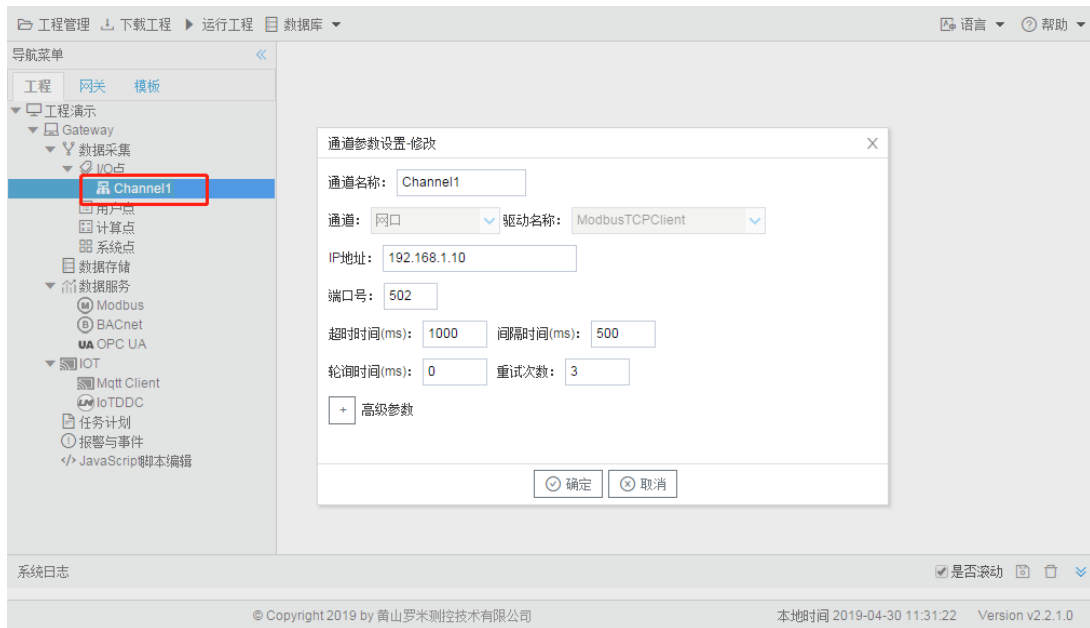 工程管理 下载工程 运行工程 数据库 语言 帮助
导航菜单
工程 网关 模板
工程演示
Gateway
数据采集
I/O点
Channel1
用户点
计算点
系统点
数据存储
数据服务
Modbus
BACnet
UA OPC UA
IOT
Mqtt Client
IoTDDC
任务计划
报警与事件
JavaScrip脚本编辑
通道参数设置-修改
通道名称: Channel1
通道: 网口 驱动名称: ModbusTCPClient
IP地址: 192.168.1.10
端口号: 502
超时时间(ms): 1000 间隔时间(ms): 500
轮询时间(ms): 0 重试次数: 3
+ 高级参数
确定 取消
系统日志 是否滚动
© Copyright 2019 by 黄山罗米测控技术有限公司 本地时间 2019-04-30 11:31:22 Version v2.2.1.0